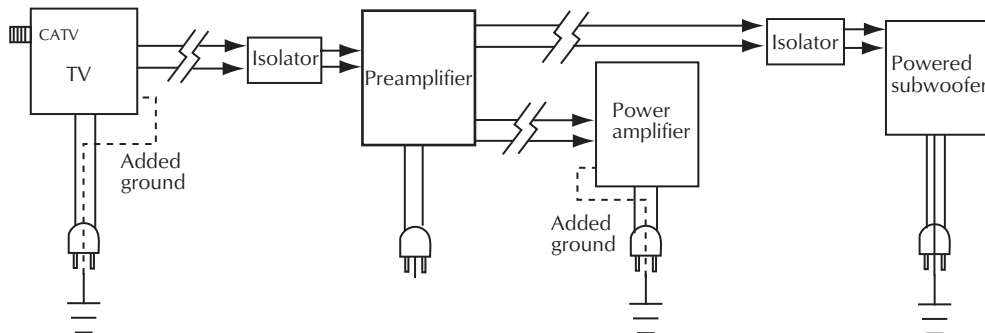 CATV
TV
Isolator
Preamplifier
Isolator
Powered
subwoofer
Power
amplifier
Added
ground
Added
ground